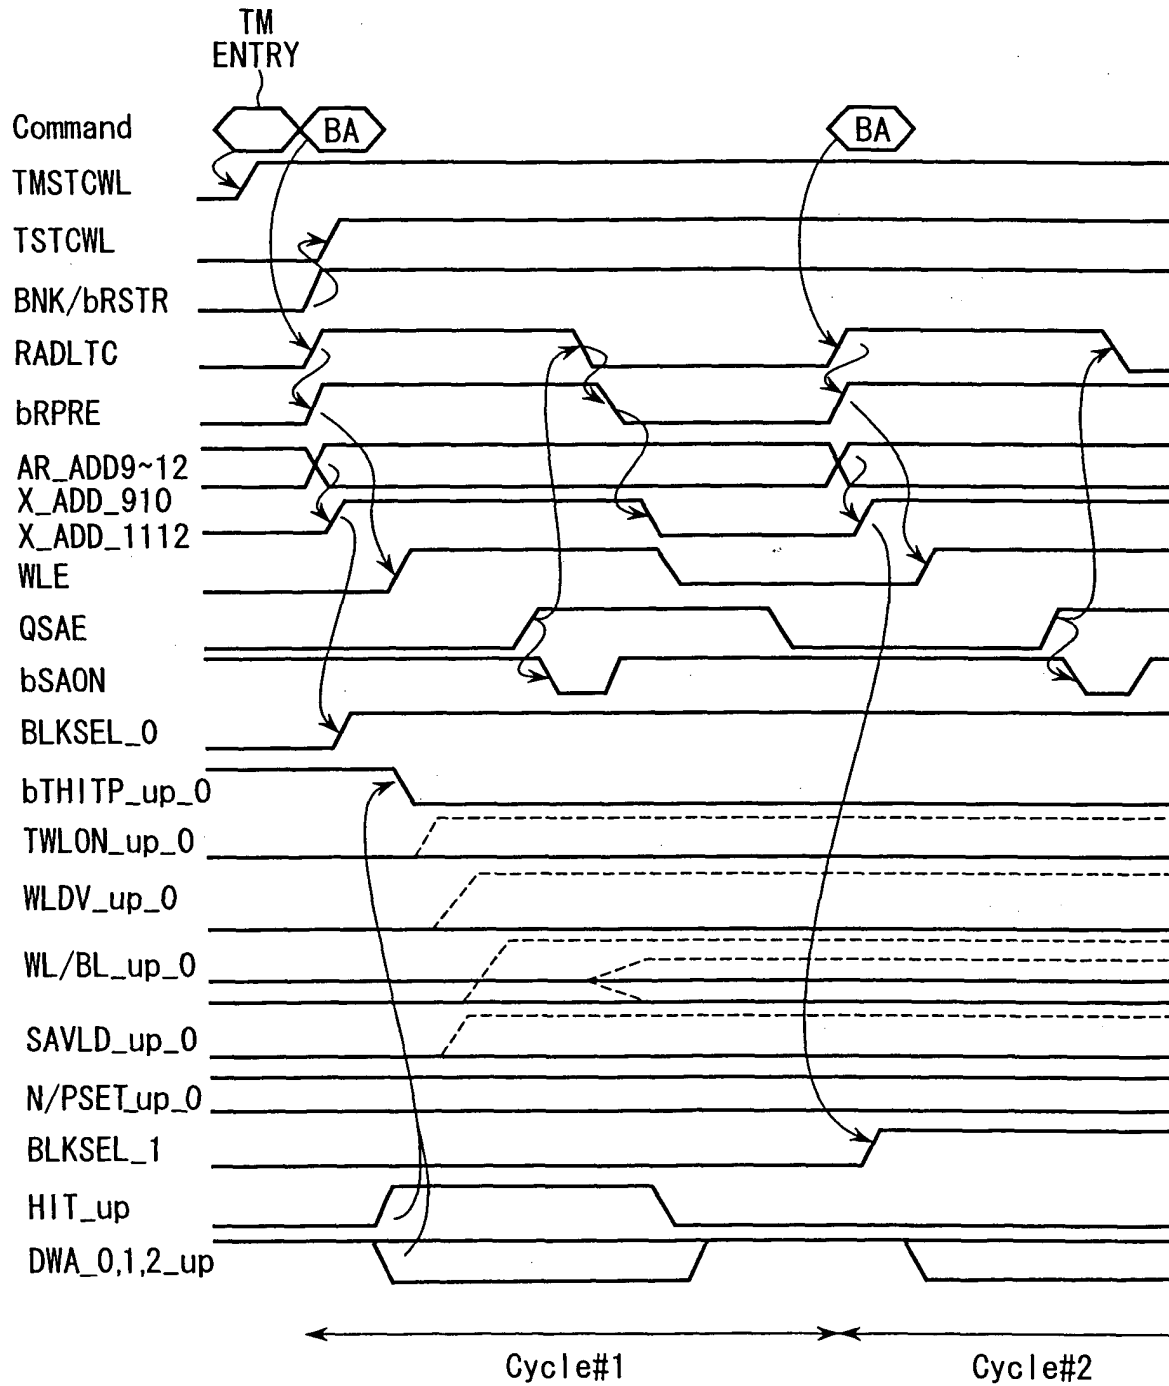 TM
ENTRY
Command
BA
BA
TMSTCWL
TSTCWL
BNK/bRSTR
RADLTC
bRPRE
AR_ADD9~12
X_ADD_910
X_ADD_1112
WLE
QSAE
bSAON
BLKSEL_0
bTHITP_up_0
TWLON_up_0
WLDV_up_0
WL/BL_up_0
SAVLD_up_0
N/PSET_up_0
BLKSEL_1
HIT_up
DWA_0,1,2_up
Cycle#1
Cycle#2